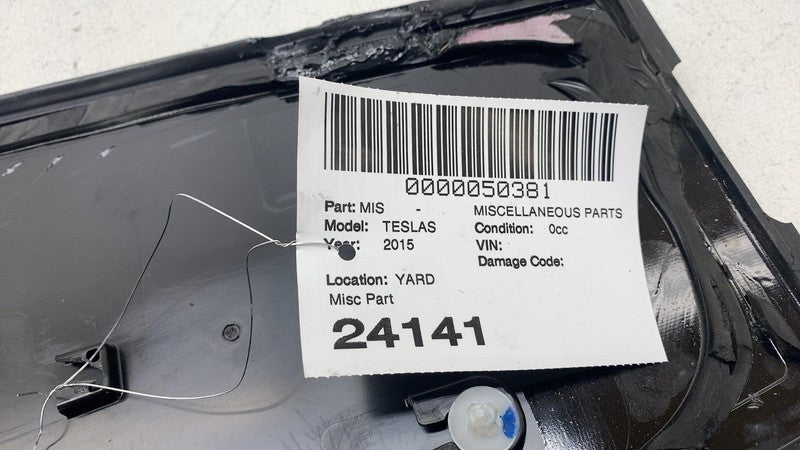 0000050381
Part: MIS - MISCELLANEOUS PARTS
Model: TESLAS Condition: 0cc
Year: 2015 VIN:
Damage Code:
Location: YARD
Misc Part
24141